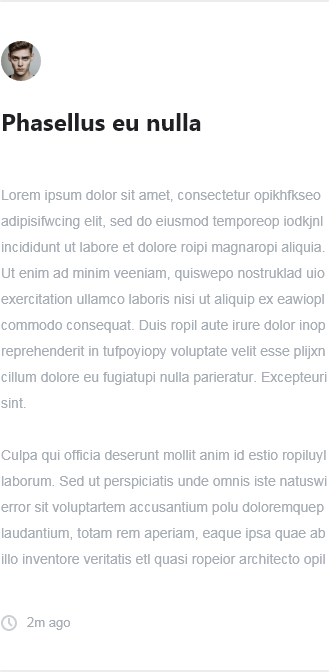 Phasellus eu nulla
Lorem ipsum dolor sit amet, consectetur opikhfkseo
adipisifwcing elit, sed do eiusmod temporeop iodkjnl
incididunt ut labore et dolore roipi magnaropi aliquia.
Ut enim ad minim veeniam, quiswepo nostruklad uio
exercitation ullamco laboris nisi ut aliquip ex eawiopl
commodo consequat. Duis ropil aute irure dolor inop
reprehenderit in tufpoyiopy voluptate velit esse plijxn
cillum dolore eu fugiatupi nulla parieratur. Excepteuri
sint.
Culpa qui officia deserunt mollit anim id estio ropiluyl
laborum. Sed ut perspiciatis unde omnis iste natuswi
error sit voluptartem accusantium polu doloremquep
laudantium, totam rem aperiam, eaque ipsa quae ab
illo inventore veritatis etl quasi ropeior architecto opil
2m ago